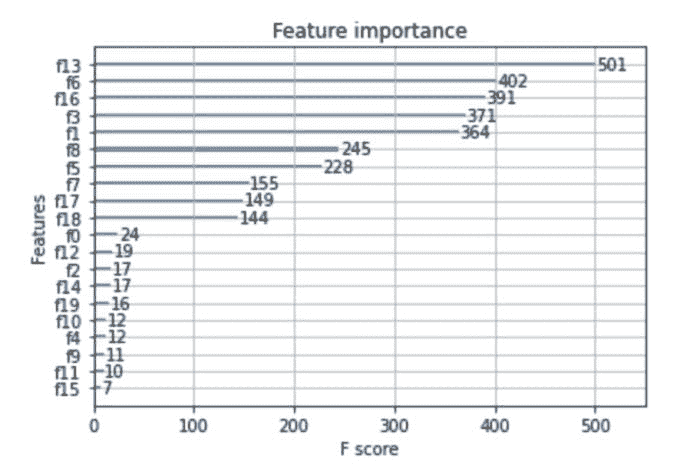 Feature importance
f13 501
f6 402
f16 391
f3 371
f1 364
f8 245
f5 228
f7 155
f17 149
f18 144
f0 24
f12 19
f2 17
f14 17
f19 16
f10 12
f4 12
f9 11
f11 10
f15 7
Features
0 100 200 300 400 500
F score